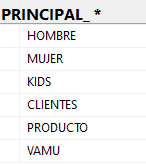 PRINCIPAL_ *
HOMBRE
MUJER
KIDS
CLIENTES
PRODUCTO
VAMU